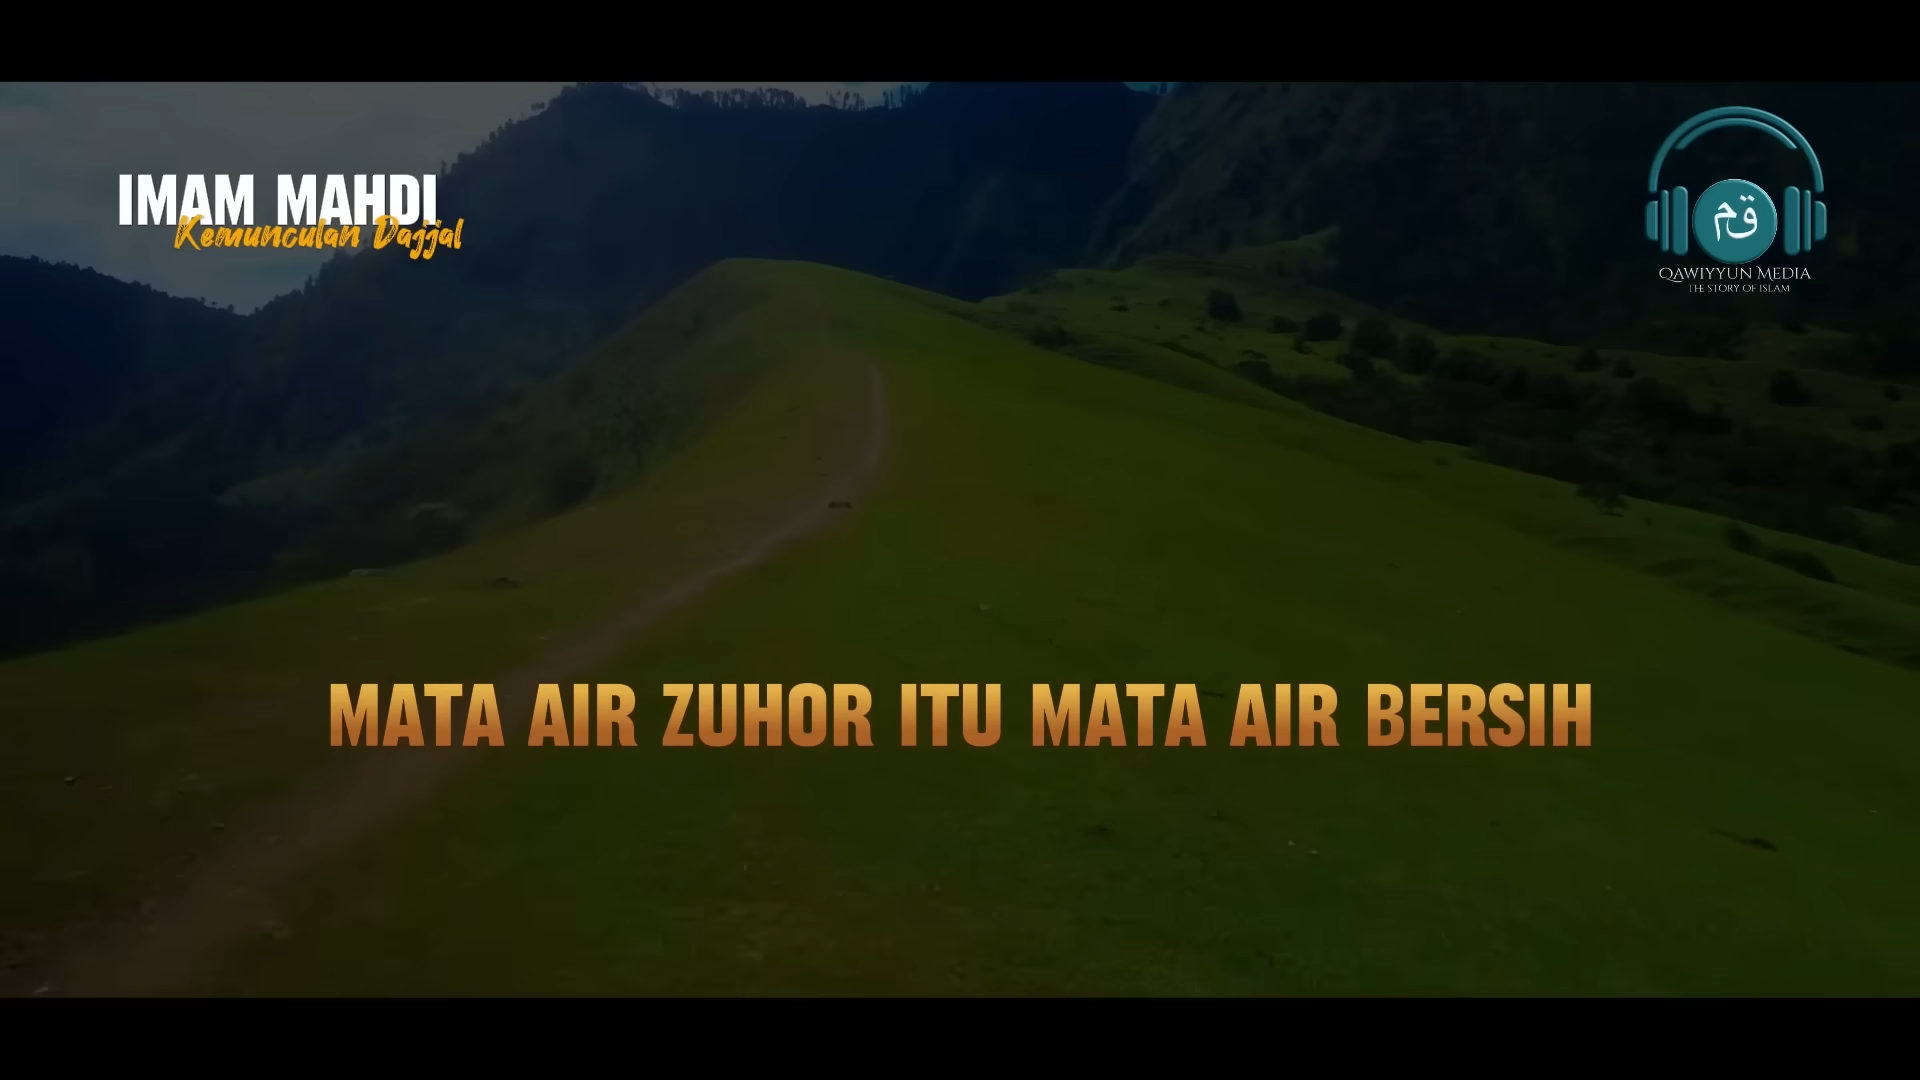 IMAM MAHDI
Kemunculan Dajjal
قم
QAWIYYUN MEDIA
THE STORY OF ISLAM
MATA AIR ZUHOR ITU MATA AIR BERSIH